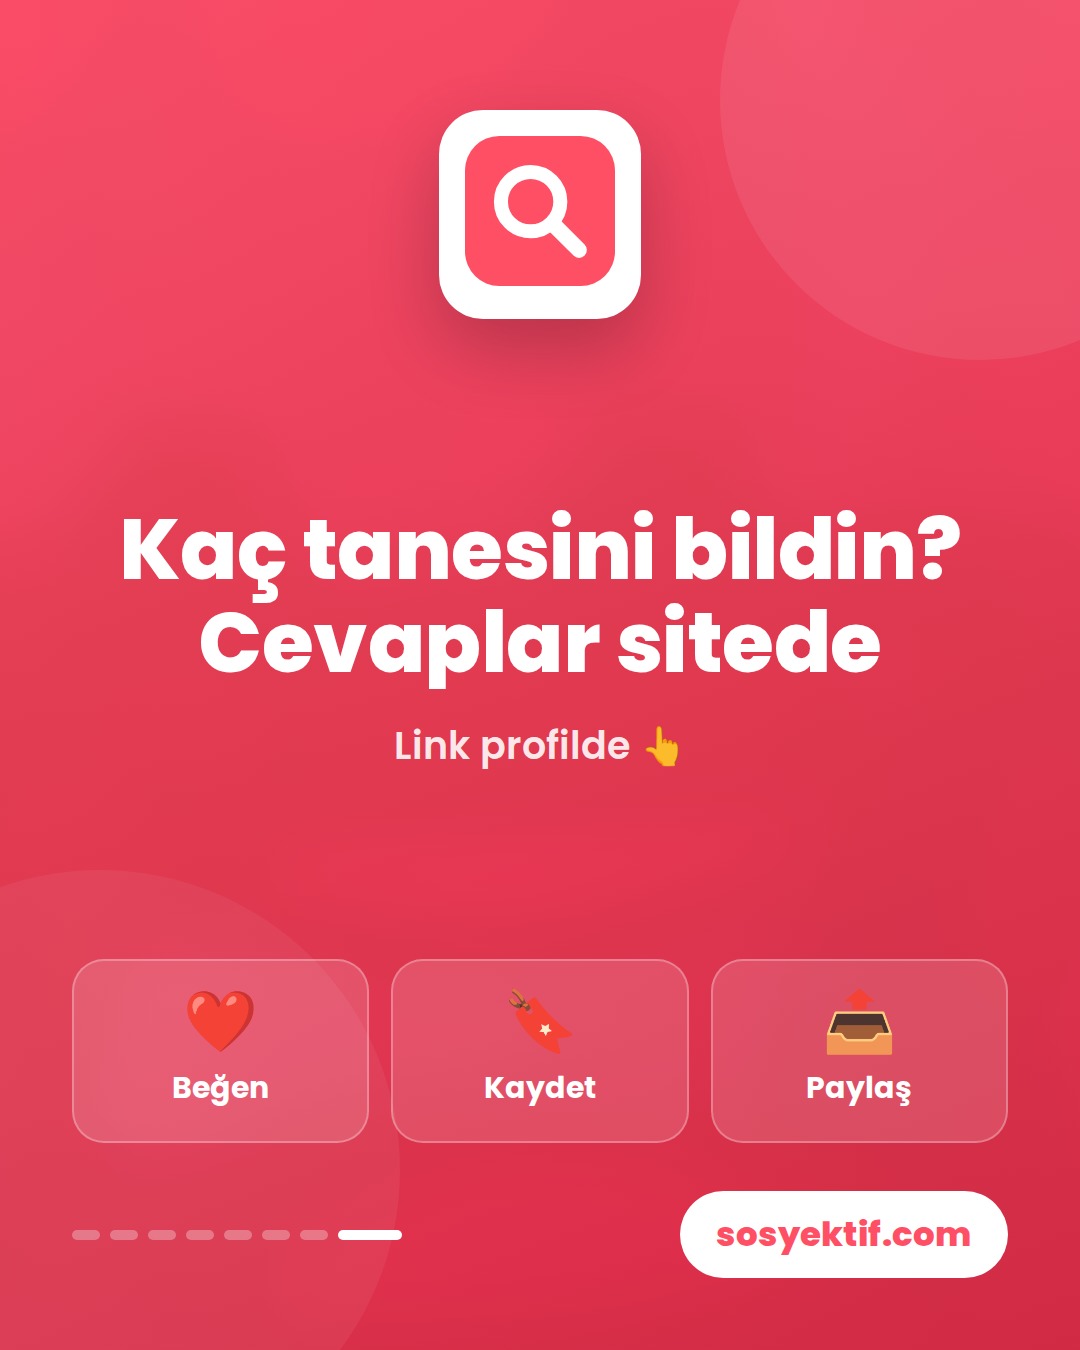 Kaç tanesini bildin?
Cevaplar sitede
Link profilde 👆
Beğen
Kaydet
Paylaş
sosyektif.com